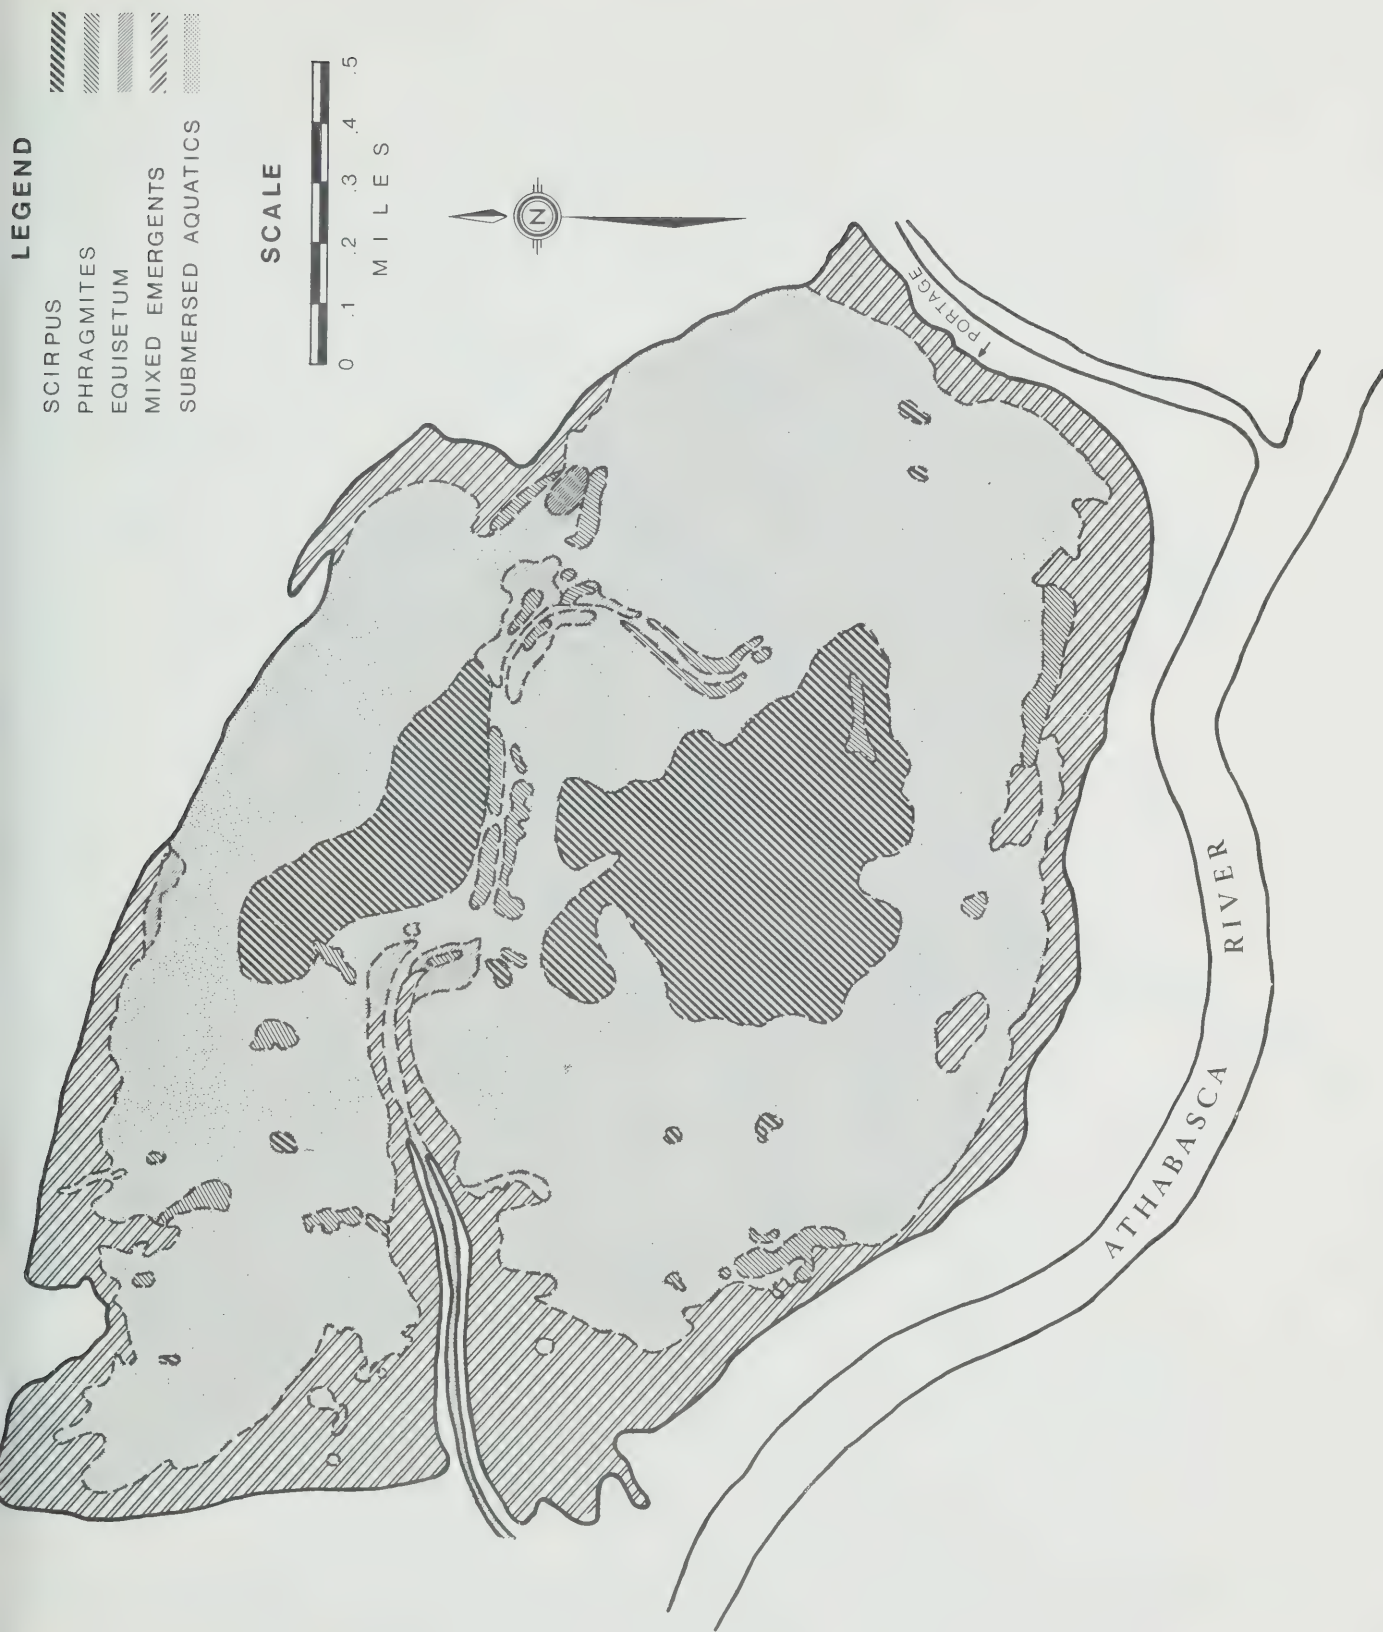 LEGEND
SCIRPUS
PHRAGMITES
EQUISETUM
MIXED EMERGENTS
SUBMERSED AQUATICS
SCALE
0 .1 .2 .3 .4 .5
MILES
N
PORTAGE
ATHABASCA RIVER